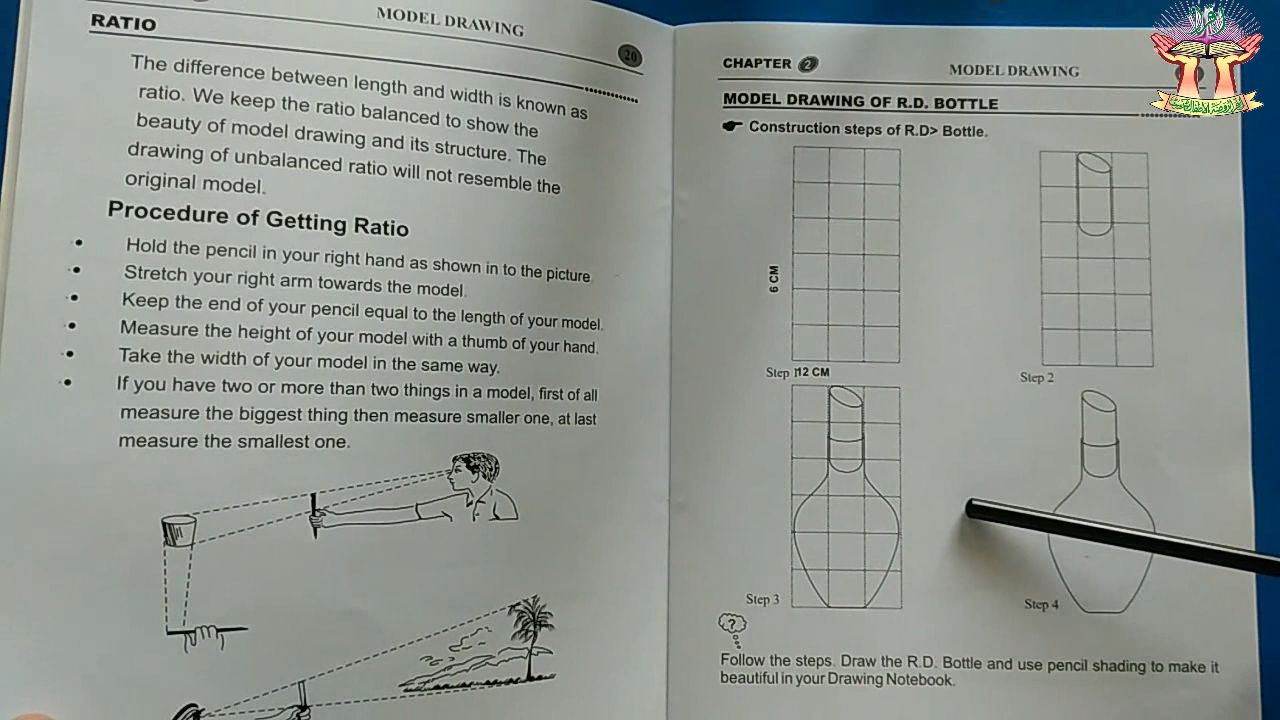 MODEL DRAWING
20
RATIO
The difference between length and width is known as
ratio. We keep the ratio balanced to show the
beauty of model drawing and its structure. The
drawing of unbalanced ratio will not resemble the
original model.
Procedure of Getting Ratio
• Hold the pencil in your right hand as shown in to the picture.
• Stretch your right arm towards the model.
• Keep the end of your pencil equal to the length of your model.
• Measure the height of your model with a thumb of your hand.
• Take the width of your model in the same way.
• If you have two or more than two things in a model, first of all
measure the biggest thing then measure smaller one, at last
measure the smallest one.
CHAPTER 2
MODEL DRAWING
MODEL DRAWING OF R.D. BOTTLE
Construction steps of R.D> Bottle.
6 CM
Step 1
12 CM
Step 2
Step 3
Step 4
?
Follow the steps. Draw the R.D. Bottle and use pencil shading to make it
beautiful in your Drawing Notebook.